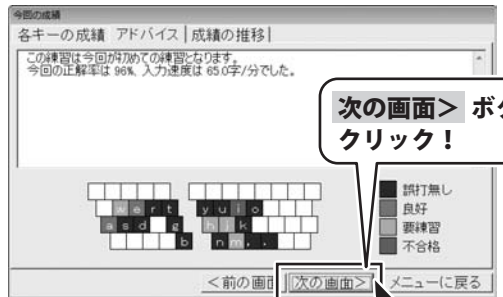 今回の成績
各キーの成績 アドバイス 成績の推移
この練習は今回が初めての練習となります。
今回の正解率は 96%、入力速度は 65.0字/分でした。
次の画面＞ ボタ
クリック！
w e r t y u i o
a s d g h j k
b n m , .
誤打無し
良好
要練習
不合格
＜前の画面 次の画面＞ メニューに戻る